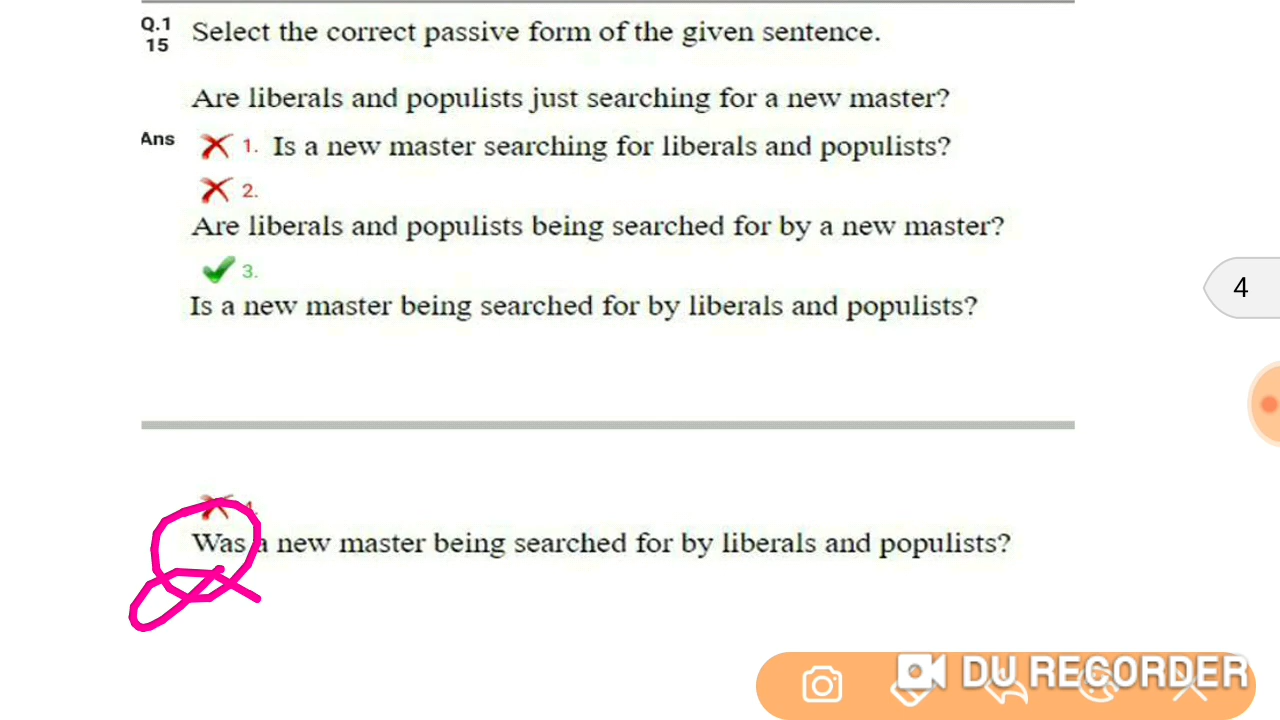 Q.1 Select the correct passive form of the given sentence.
15
Are liberals and populists just searching for a new master?
Ans 1. Is a new master searching for liberals and populists?
2.
Are liberals and populists being searched for by a new master?
3.
Is a new master being searched for by liberals and populists?
4
4.
Was a new master being searched for by liberals and populists?
DU RECORDER